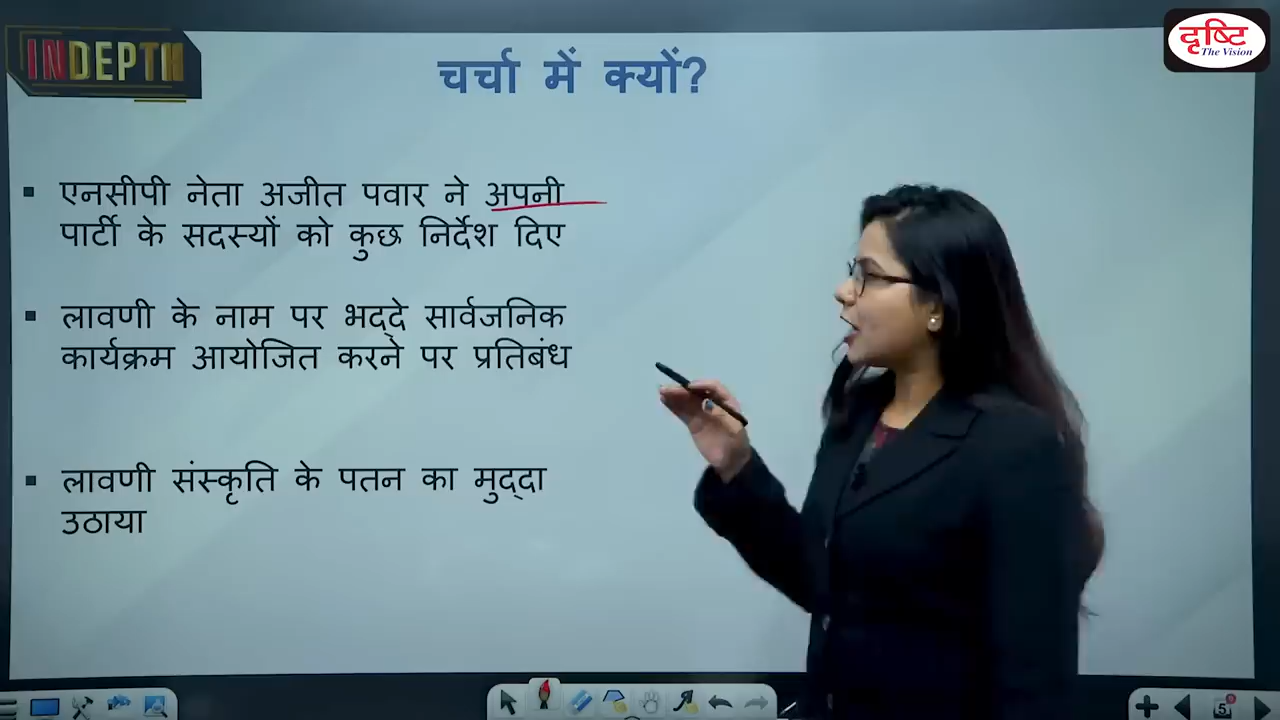 INDEPTH
चर्चा में क्यों?
दृष्टि
The Vision
▪ एनसीपी नेता अजीत पवार ने अपनी
पार्टी के सदस्यों को कुछ निर्देश दिए
▪ लावणी के नाम पर भद्दे सार्वजनिक
कार्यक्रम आयोजित करने पर प्रतिबंध
▪ लावणी संस्कृति के पतन का मुद्दा
उठाया
5